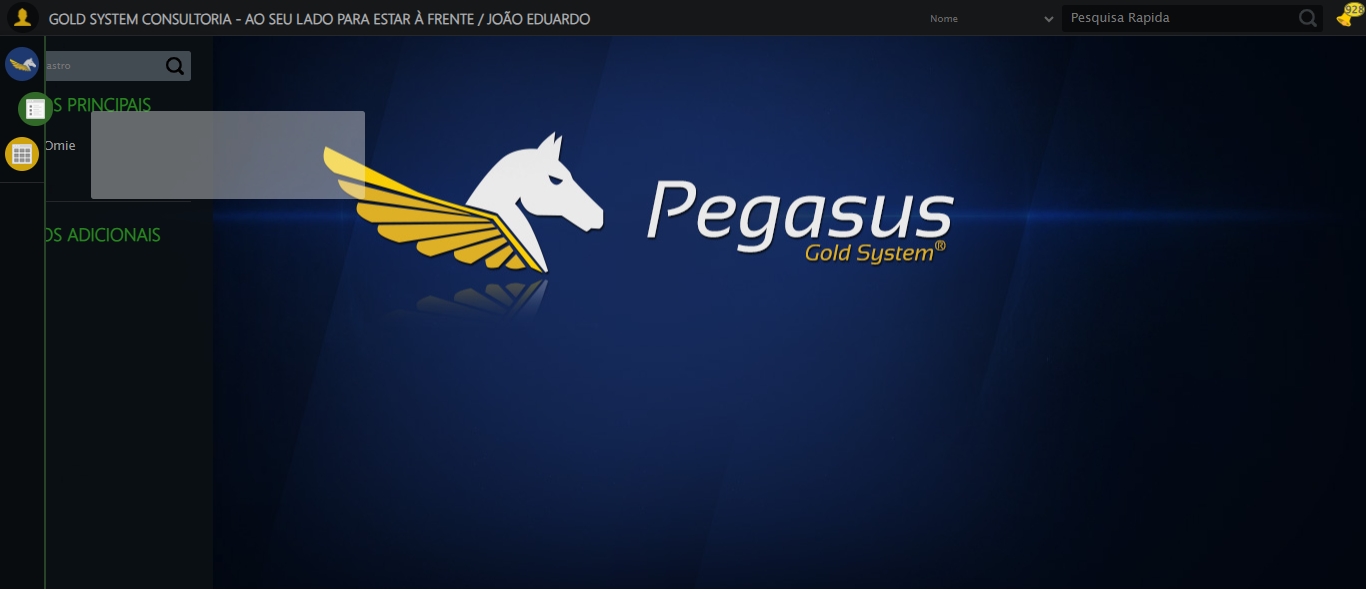 GOLD SYSTEM CONSULTORIA - AO SEU LADO PARA ESTAR À FRENTE / JOÃO EDUARDO
Nome
Pesquisa Rapida
928
astro
S PRINCIPAIS
Omie
OS ADICIONAIS
Pegasus
Gold System®